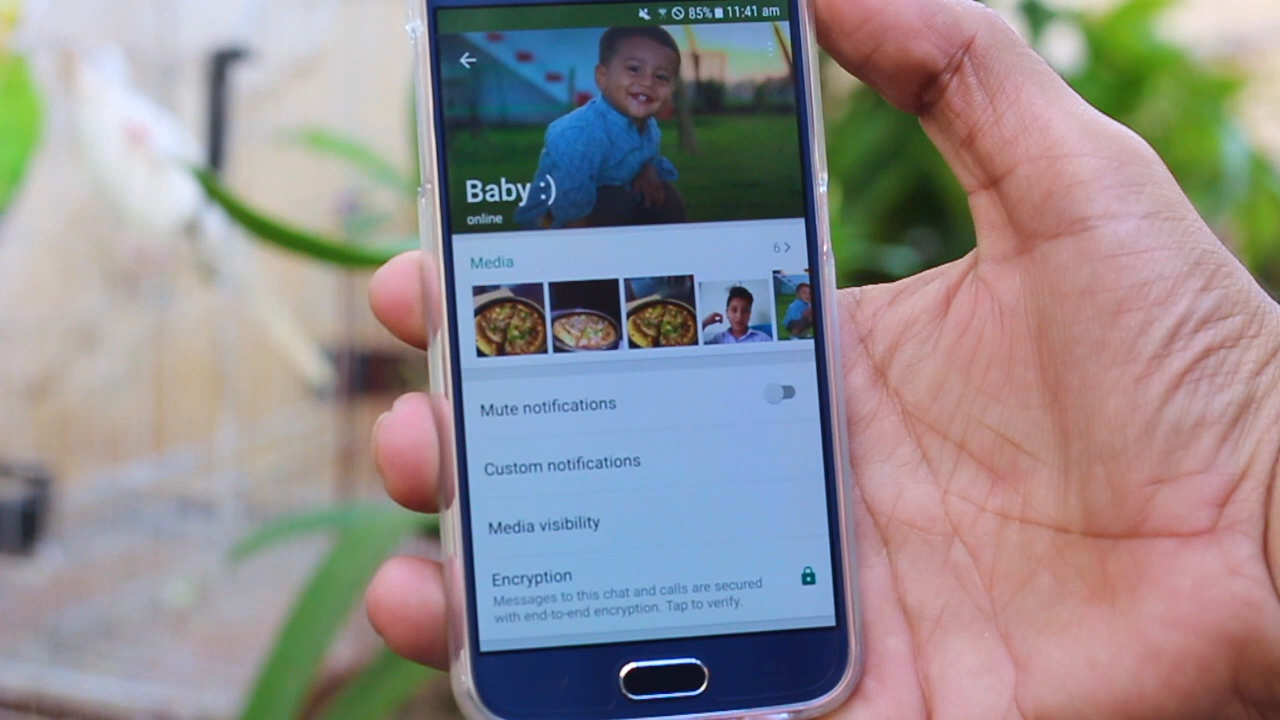 85% 11:41 am
Baby :)
online
Media
6
Mute notifications
Custom notifications
Media visibility
Encryption
Messages to this chat and calls are secured
with end-to-end encryption. Tap to verify.